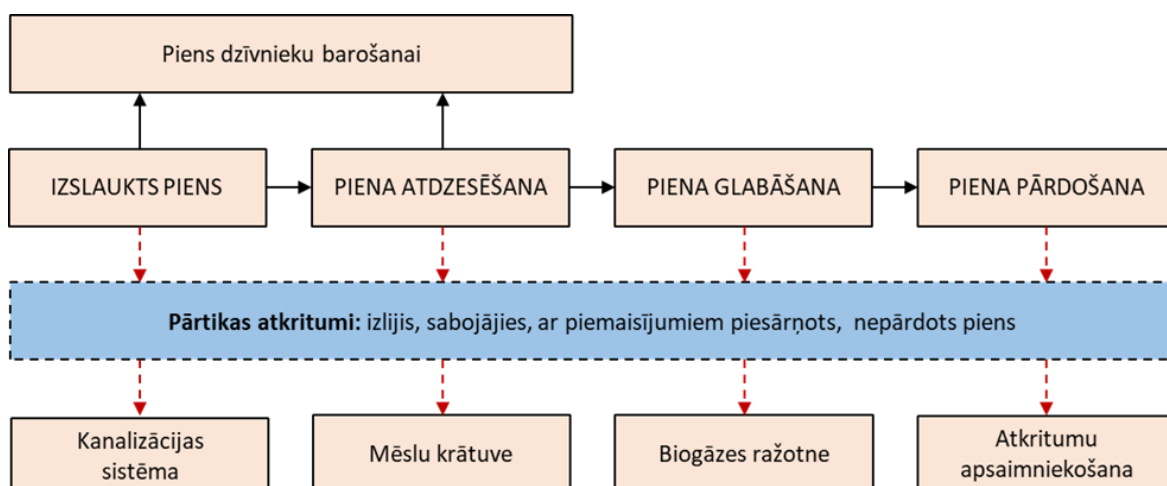 Piens dzīvnieku barošanai
IZSLAUKTS PIENS
PIENA ATDZESĒŠANA
PIENA GLABĀŠANA
PIENA PĀRDOŠANA
Pārtikas atkritumi: izlijis, sabojājies, ar piemaisījumiem piesārņots, nepārdots piens
Kanalizācijas
sistēma
Mēslu krātuve
Biogāzes ražotne
Atkritumu
apsaimniekošana